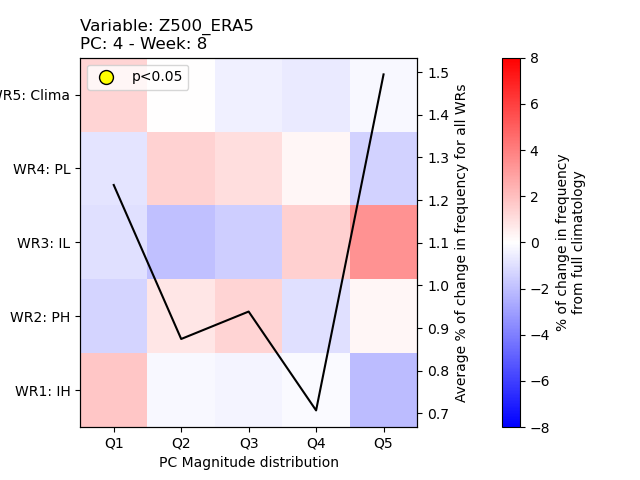 Variable: Z500_ERA5
PC: 4 - Week: 8
p<0.05
WR5: Clima
WR4: PL
WR3: IL
WR2: PH
WR1: IH
Q1 Q2 Q3 Q4 Q5
PC Magnitude distribution
1.5
1.4
1.3
1.2
1.1
1.0
0.9
0.8
0.7
Average % of change in frequency for all WRs
8
6
4
2
0
−2
−4
−6
−8
% of change in frequency
from full climatology